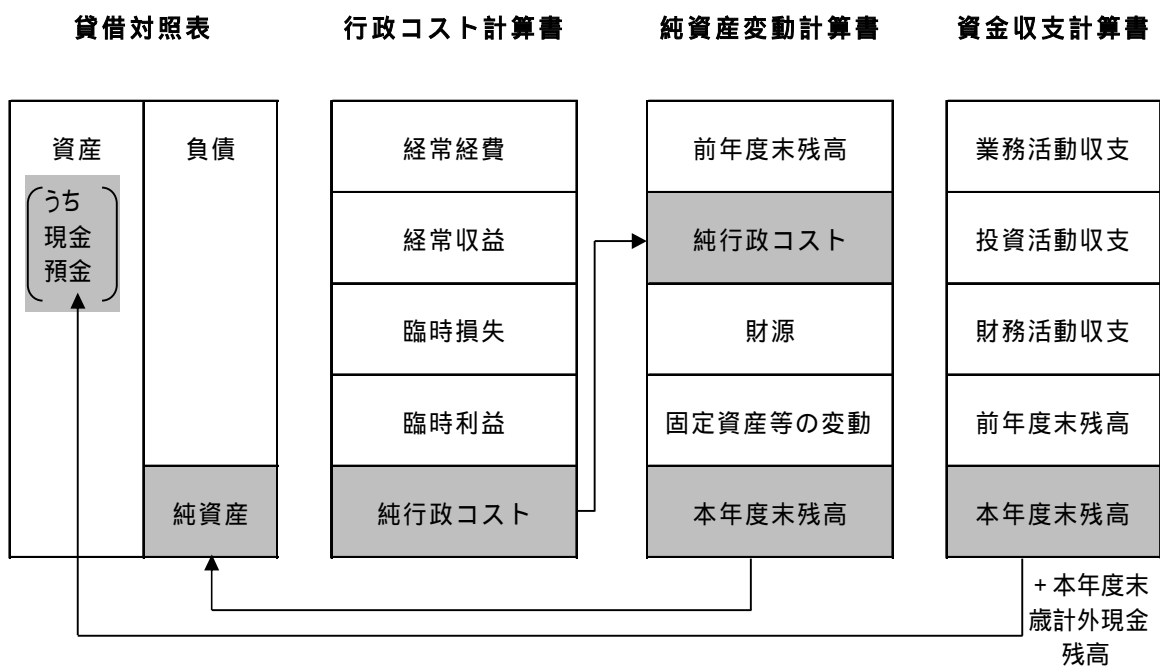 貸借対照表
行政コスト計算書
純資産変動計算書
資金収支計算書
資産
うち
現金
預金
負債
純資産
経常経費
経常収益
臨時損失
臨時利益
純行政コスト
前年度末残高
純行政コスト
財源
固定資産等の変動
本年度末残高
業務活動収支
投資活動収支
財務活動収支
前年度末残高
本年度末残高
+本年度末
歳計外現金
残高